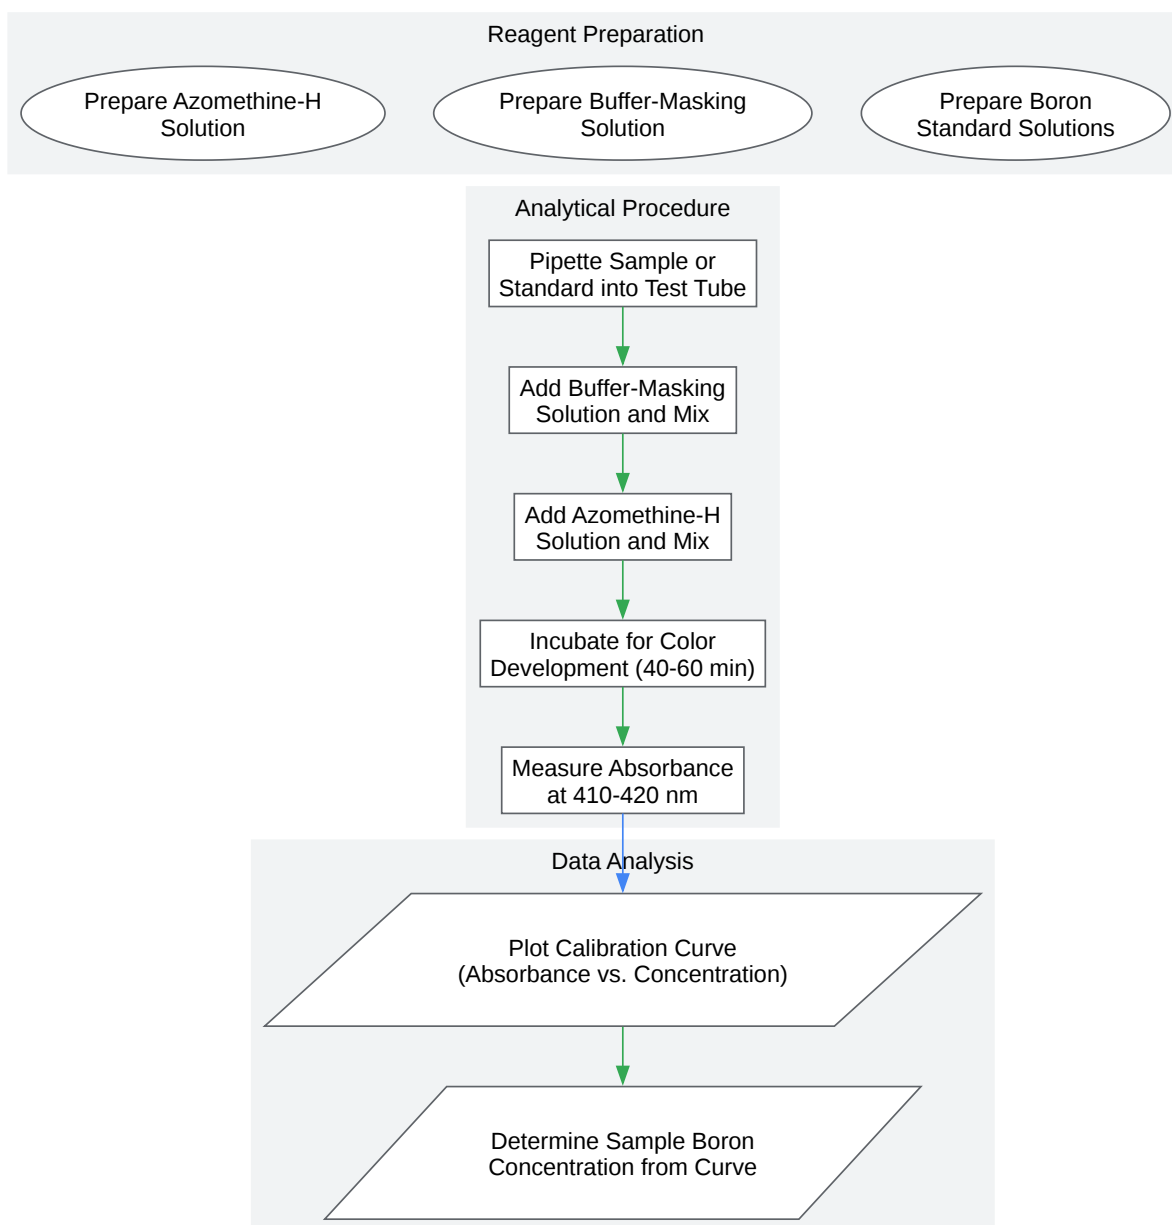 Reagent Preparation
Prepare Azomethine-H
Solution
Prepare Buffer-Masking
Solution
Prepare Boron
Standard Solutions
Analytical Procedure
Pipette Sample or
Standard into Test Tube
Add Buffer-Masking
Solution and Mix
Add Azomethine-H
Solution and Mix
Incubate for Color
Development (40-60 min)
Measure Absorbance
at 410-420 nm
Data Analysis
Plot Calibration Curve
(Absorbance vs. Concentration)
Determine Sample Boron
Concentration from Curve